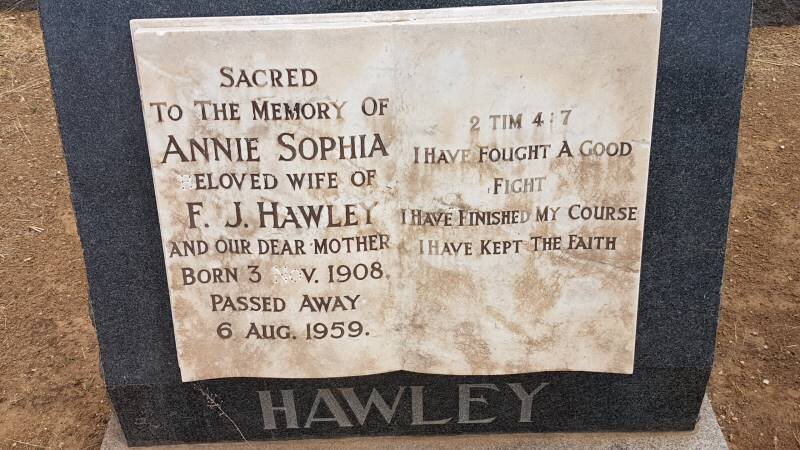 SACRED
TO THE MEMORY OF
ANNIE SOPHIA
BELOVED WIFE OF
F. J. HAWLEY
AND OUR DEAR MOTHER
BORN 3 NOV. 1908.
PASSED AWAY
6 AUG. 1959.
2 TIM 4:7
I HAVE FOUGHT A GOOD
FIGHT
I HAVE FINISHED MY COURSE
I HAVE KEPT THE FAITH
HAWLEY